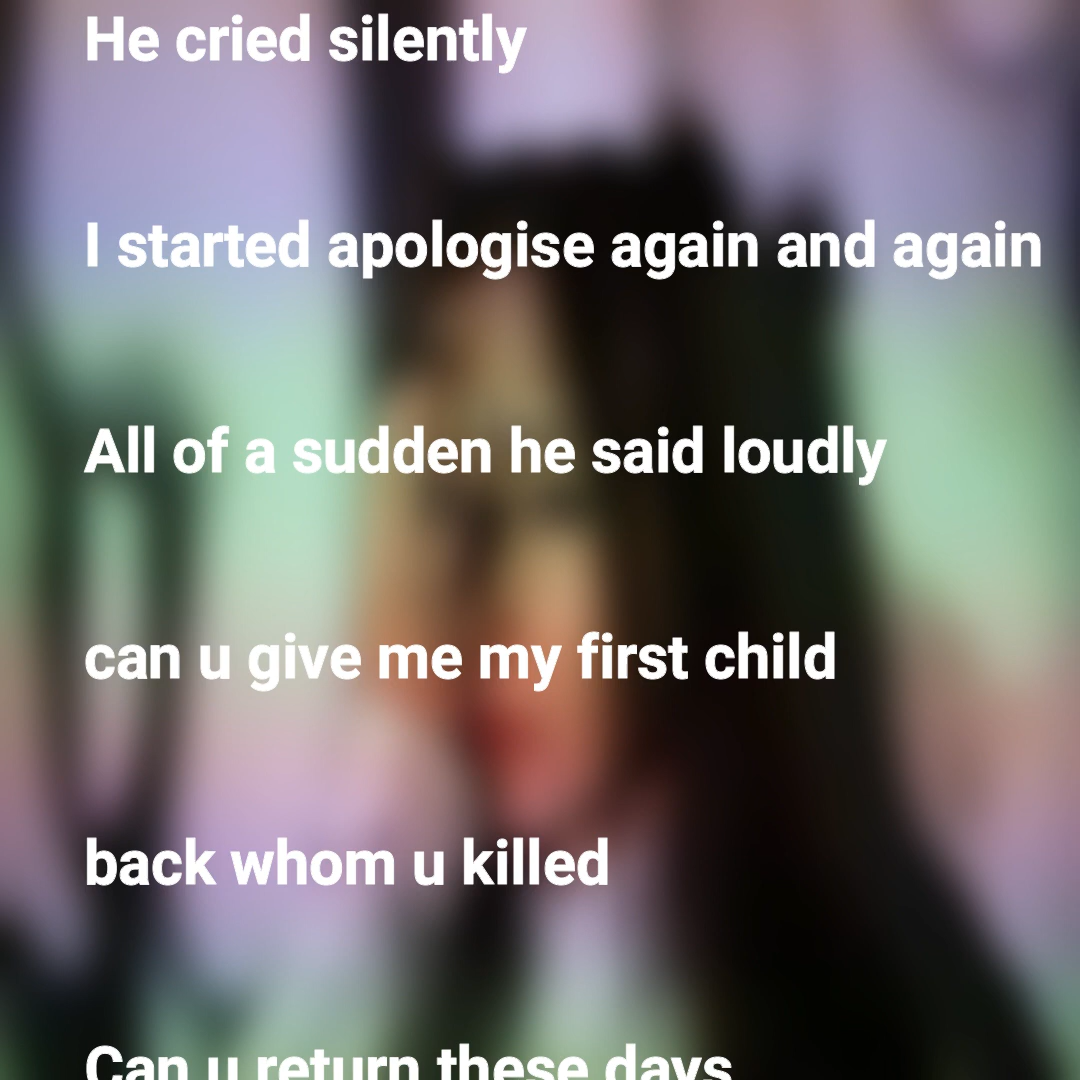 He cried silently
I started apologise again and again
All of a sudden he said loudly
can u give me my first child
back whom u killed
Can u return these days